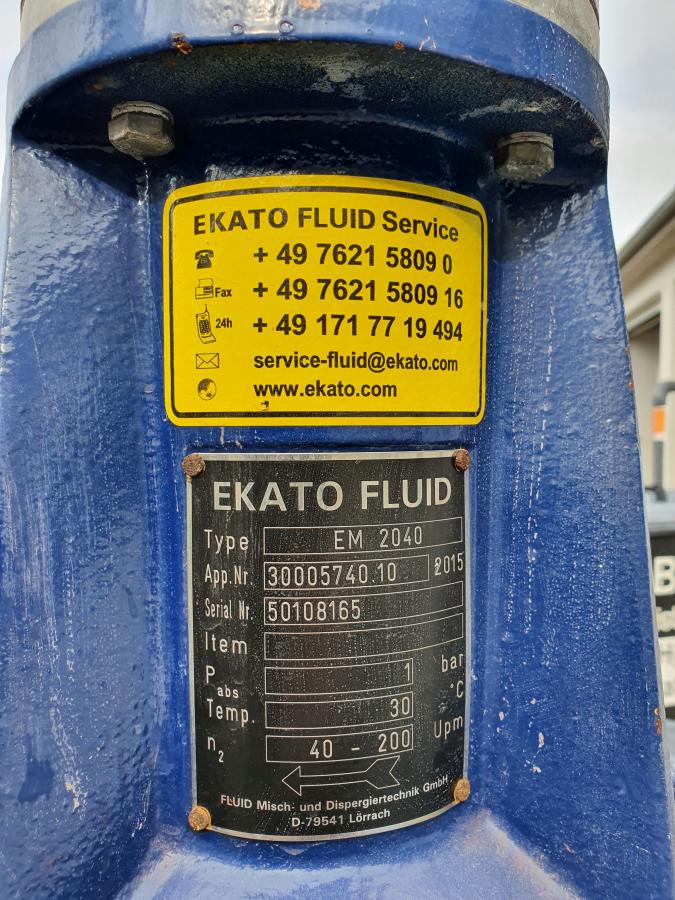 EKATO FLUID Service
+ 49 7621 5809 0
Fax + 49 7621 5809 16
24h + 49 171 77 19 494
service-fluid@ekato.com
www.ekato.com
EKATO FLUID
Type EM 2040
App.Nr. 30005740.10 2015
Serial Nr. 50108165
Item
P abs 1 bar
Temp. 30 °C
n2 40 - 200 Upm
FLUID Misch- und Dispergiertechnik GmbH
D-79541 Lörrach